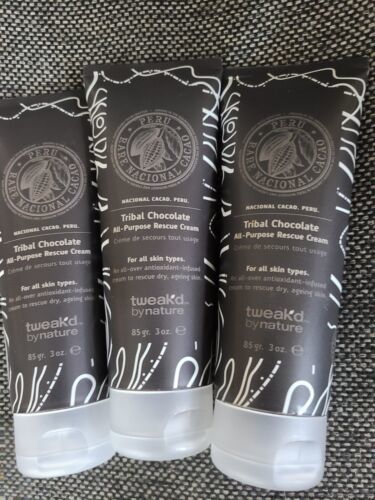 PERU
RARE NACIONAL CACAO
NACIONAL CACAO. PERU.
Tribal Chocolate
All-Purpose Rescue Cream
Crème de secours tout usage
For all skin types.
An all-over antioxidant-infused
cream to rescue dry, ageing skin.
tweak'd™
bynature
85 gr. 3 oz. ℮
PERU
RARE NACIONAL CACAO
NACIONAL CACAO. PERU.
Tribal Chocolate
All-Purpose Rescue Cream
Crème de secours tout usage
For all skin types.
An all-over antioxidant-infused
cream to rescue dry, ageing skin.
tweak'd™
bynature
85 gr. 3 oz. ℮
PERU
RARE NACIONAL CACAO
NACIONAL CACAO. PERU.
Tribal Chocolate
All-Purpose Rescue Cream
Crème de secours tout usage
For all skin types.
An all-over antioxidant-infused
cream to rescue dry, ageing skin.
tweak'd™
bynature
85 gr. 3 oz. ℮